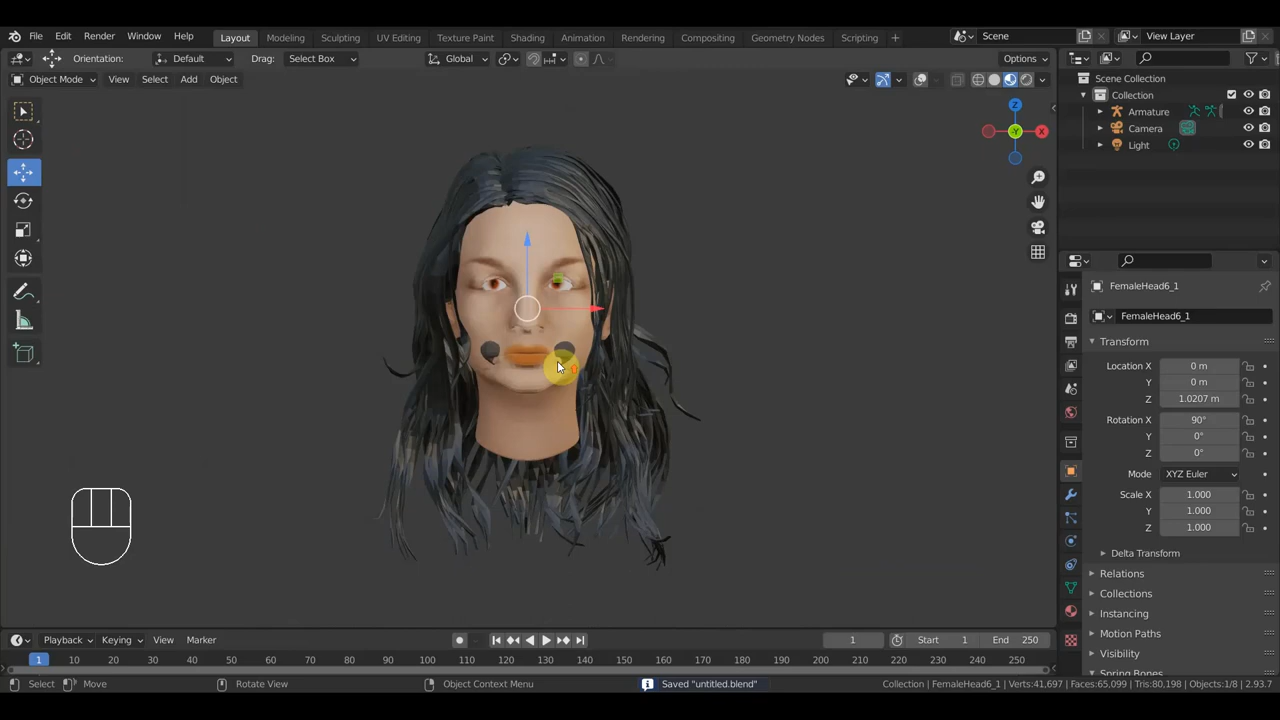 File Edit Render Window Help Layout Modeling Sculpting UV Editing Texture Paint Shading Animation Rendering Compositing Geometry Nodes Scripting + Scene View Layer
Orientation: Default Drag: Select Box Global Options
Object Mode View Select Add Object
Scene Collection
Collection
Armature
Camera
Light
Z
-Y X
FemaleHead6_1
FemaleHead6_1
Transform
Location X 0 m
Y 0 m
Z 1.0207 m
Rotation X 90°
Y 0°
Z 0°
Mode XYZ Euler
Scale X 1.000
Y 1.000
Z 1.000
Delta Transform
Relations
Collections
Instancing
Motion Paths
Visibility
Spring Bones
Playback Keying View Marker 1 Start 1 End 250
1 10 20 30 40 50 60 70 80 90 100 110 120 130 140 150 160 170 180 190 200 210 220 230 240 250
Select Move Rotate View Object Context Menu Saved "untitled.blend" Collection | FemaleHead6_1 | Verts:41,697 | Faces:65,099 | Tris:80,198 | Objects:1/8 | 2.93.7